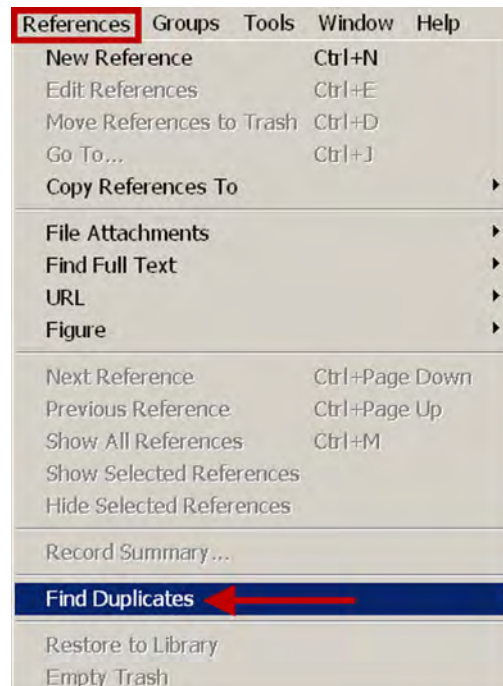 References Groups Tools Window Help
New Reference Ctrl+N
Edit References Ctrl+E
Move References to Trash Ctrl+D
Go To... Ctrl+J
Copy References To
File Attachments
Find Full Text
URL
Figure
Next Reference Ctrl+Page Down
Previous Reference Ctrl+Page Up
Show All References Ctrl+M
Show Selected References
Hide Selected References
Record Summary...
Find Duplicates
Restore to Library
Empty Trash